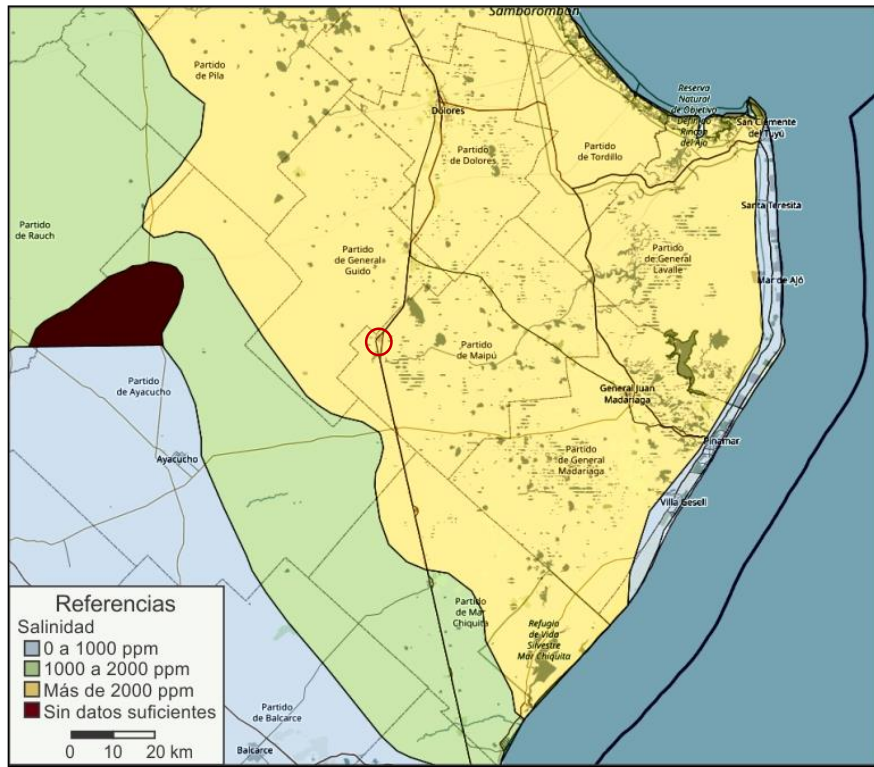 Samborombón
Partido
de Pila
Dolores
Reserva
Natural
de Objetivo
Definido
Rincón
del Ajó
San Clemente
del Tuyú
Partido
de Dolores
Partido
de Tordillo
Santa Teresita
Partido
de Rauch
Partido
de General
Guido
Partido
de General
Lavalle
Mar de Ajó
Partido
de Maipú
Partido
de Ayacucho
General Juan
Madariaga
Pinamar
Ayacucho
Partido
de General
Madariaga
Villa Gesell
Partido
de Mar
Chiquita
Refugio
de Vida
Silvestre
Mar Chiquita
Partido
de Balcarce
Balcarce
Referencias
Salinidad
0 a 1000 ppm
1000 a 2000 ppm
Más de 2000 ppm
Sin datos suficientes
0 10 20 km